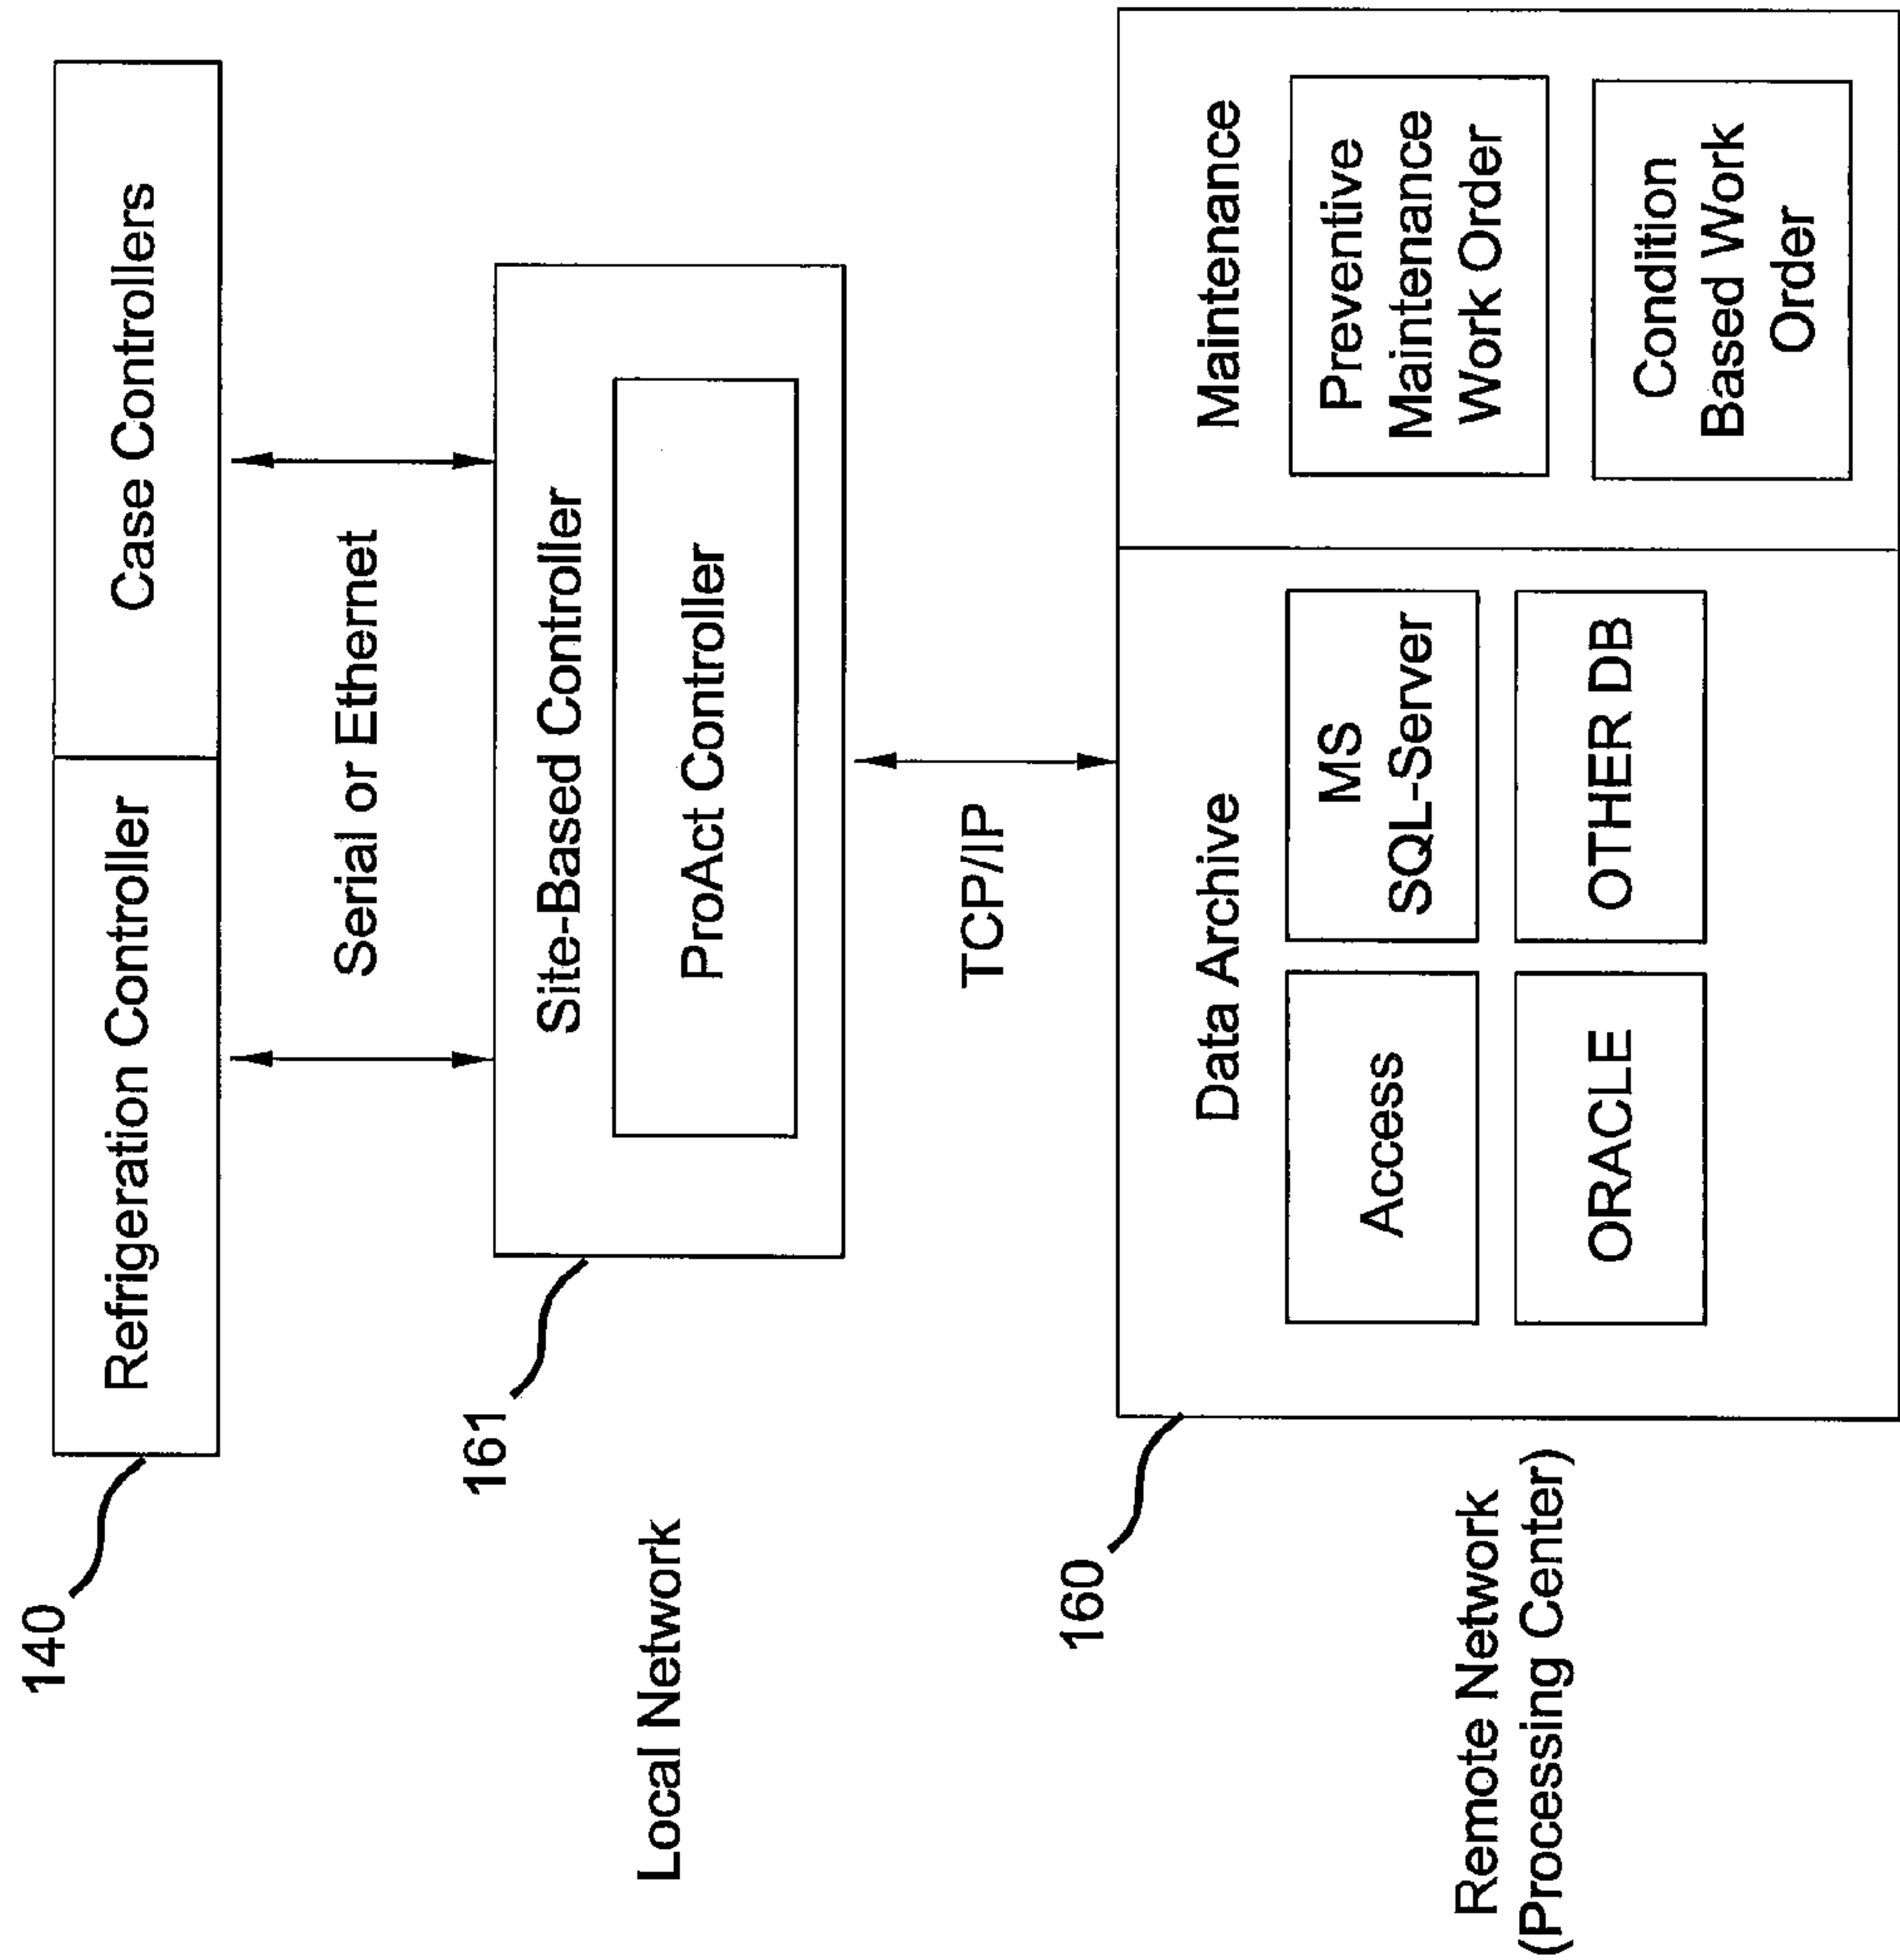 140
Refrigeration Controller
Case Controllers
Serial or Ethernet
161
Site-Based Controller
ProAct Controller
Local Network
TCP/IP
160
Data Archive
Access
MS
SQL-Server
ORACLE
OTHER DB
Maintenance
Preventive
Maintenance
Work Order
Condition
Based Work
Order
Remote Network
(Processing Center)